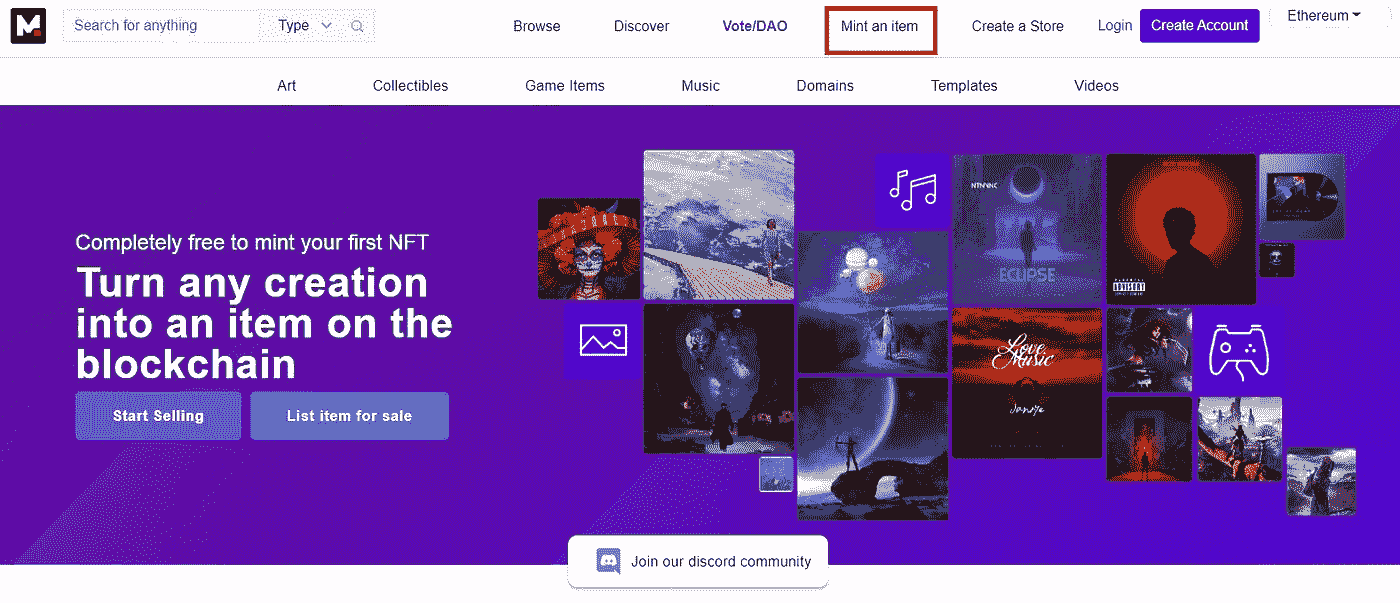 M.
Search for anything
Type
Browse
Discover
Vote/DAO
Mint an item
Create a Store
Login
Create Account
Ethereum
Art
Collectibles
Game Items
Music
Domains
Templates
Videos
Completely free to mint your first NFT
Turn any creation
into an item on the
blockchain
Start Selling
List item for sale
ECLIPSE
ADVISORY
Love
Music
Join our discord community